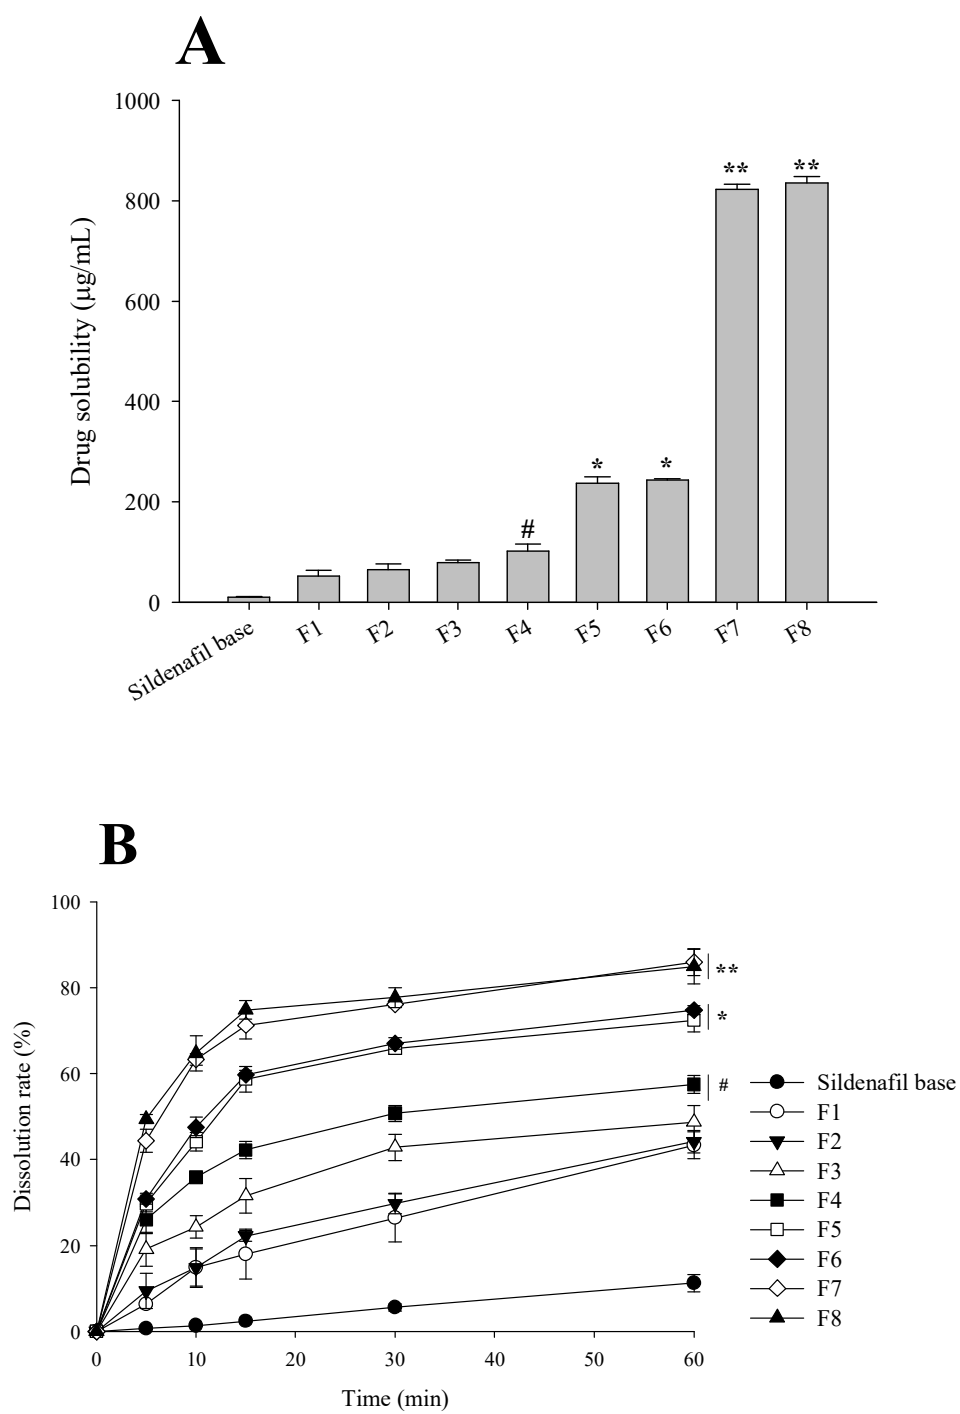 A
1000
800
600
400
200
0
Drug solubility (μg/mL)
#
*
*
**
**
Sildenafil base
F1
F2
F3
F4
F5
F6
F7
F8
B
100
80
60
40
20
0
Dissolution rate (%)
0
10
20
30
40
50
60
Time (min)
**
*
#
Sildenafil base
F1
F2
F3
F4
F5
F6
F7
F8